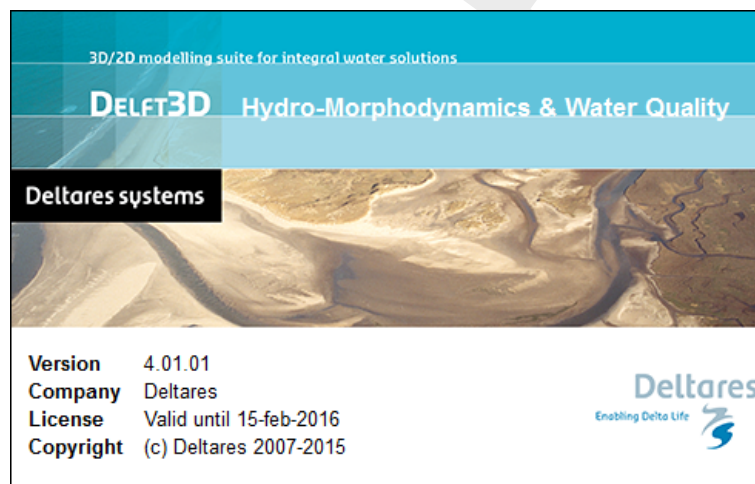 3D/2D modelling suite for integral water solutions
DELFT3D Hydro-Morphodynamics & Water Quality
Deltares systems
Version 4.01.01
Company Deltares
License Valid until 15-feb-2016
Copyright (c) Deltares 2007-2015
Deltares
Enabling Delta Life